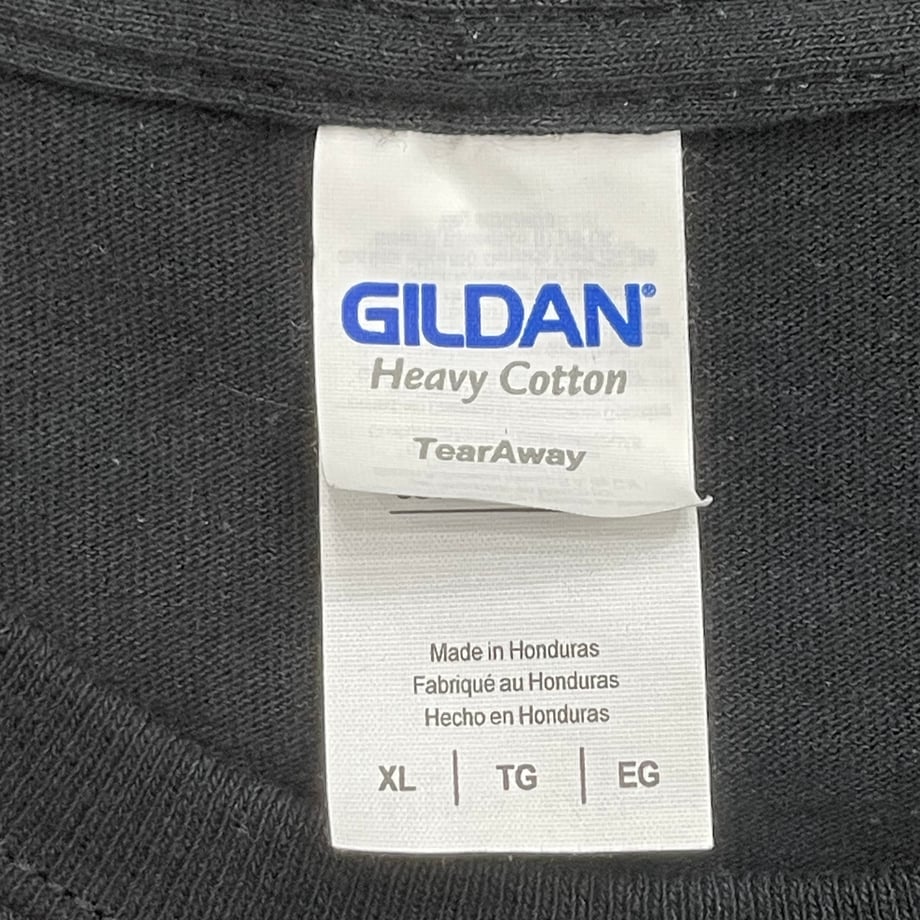 GILDAN®
Heavy Cotton
TearAway
Made in Honduras
Fabriqué au Honduras
Hecho en Honduras
XL | TG | EG